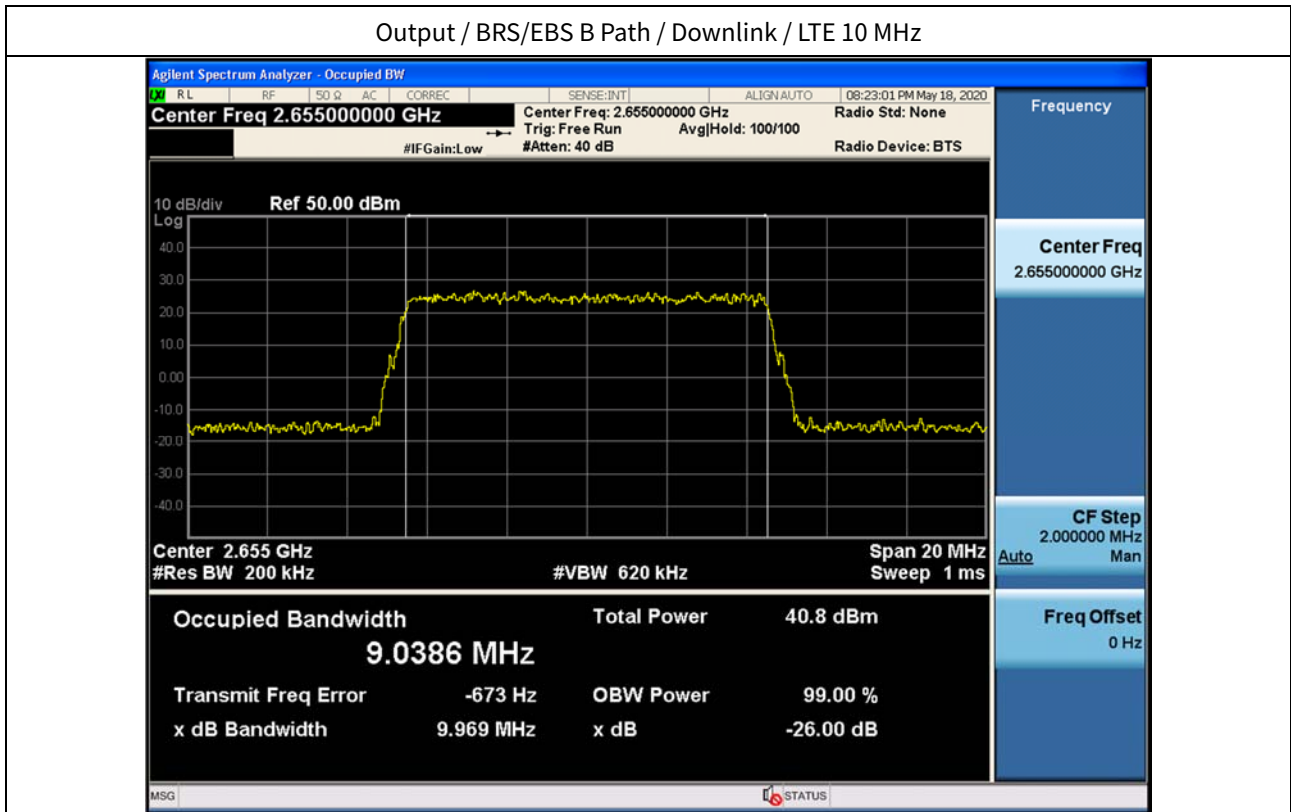 Output / BRS/EBS B Path / Downlink / LTE 10 MHz
Agilent Spectrum Analyzer - Occupied BW
LXI RL RF 50 Ω AC CORREC SENSE:INT ALIGN AUTO 08:23:01 PM May 18, 2020
Center Freq 2.655000000 GHz
Center Freq: 2.655000000 GHz Radio Std: None
Trig: Free Run Avg|Hold: 100/100
#IFGain:Low #Atten: 40 dB Radio Device: BTS
10 dB/div Ref 50.00 dBm
Log
40.0
30.0
20.0
10.0
0.00
-10.0
-20.0
-30.0
-40.0
Center 2.655 GHz Span 20 MHz
#Res BW 200 kHz #VBW 620 kHz Sweep 1 ms
Occupied Bandwidth Total Power 40.8 dBm
9.0386 MHz
Transmit Freq Error -673 Hz OBW Power 99.00 %
x dB Bandwidth 9.969 MHz x dB -26.00 dB
MSG STATUS
Frequency
Center Freq
2.655000000 GHz
CF Step
2.000000 MHz
Auto Man
Freq Offset
0 Hz